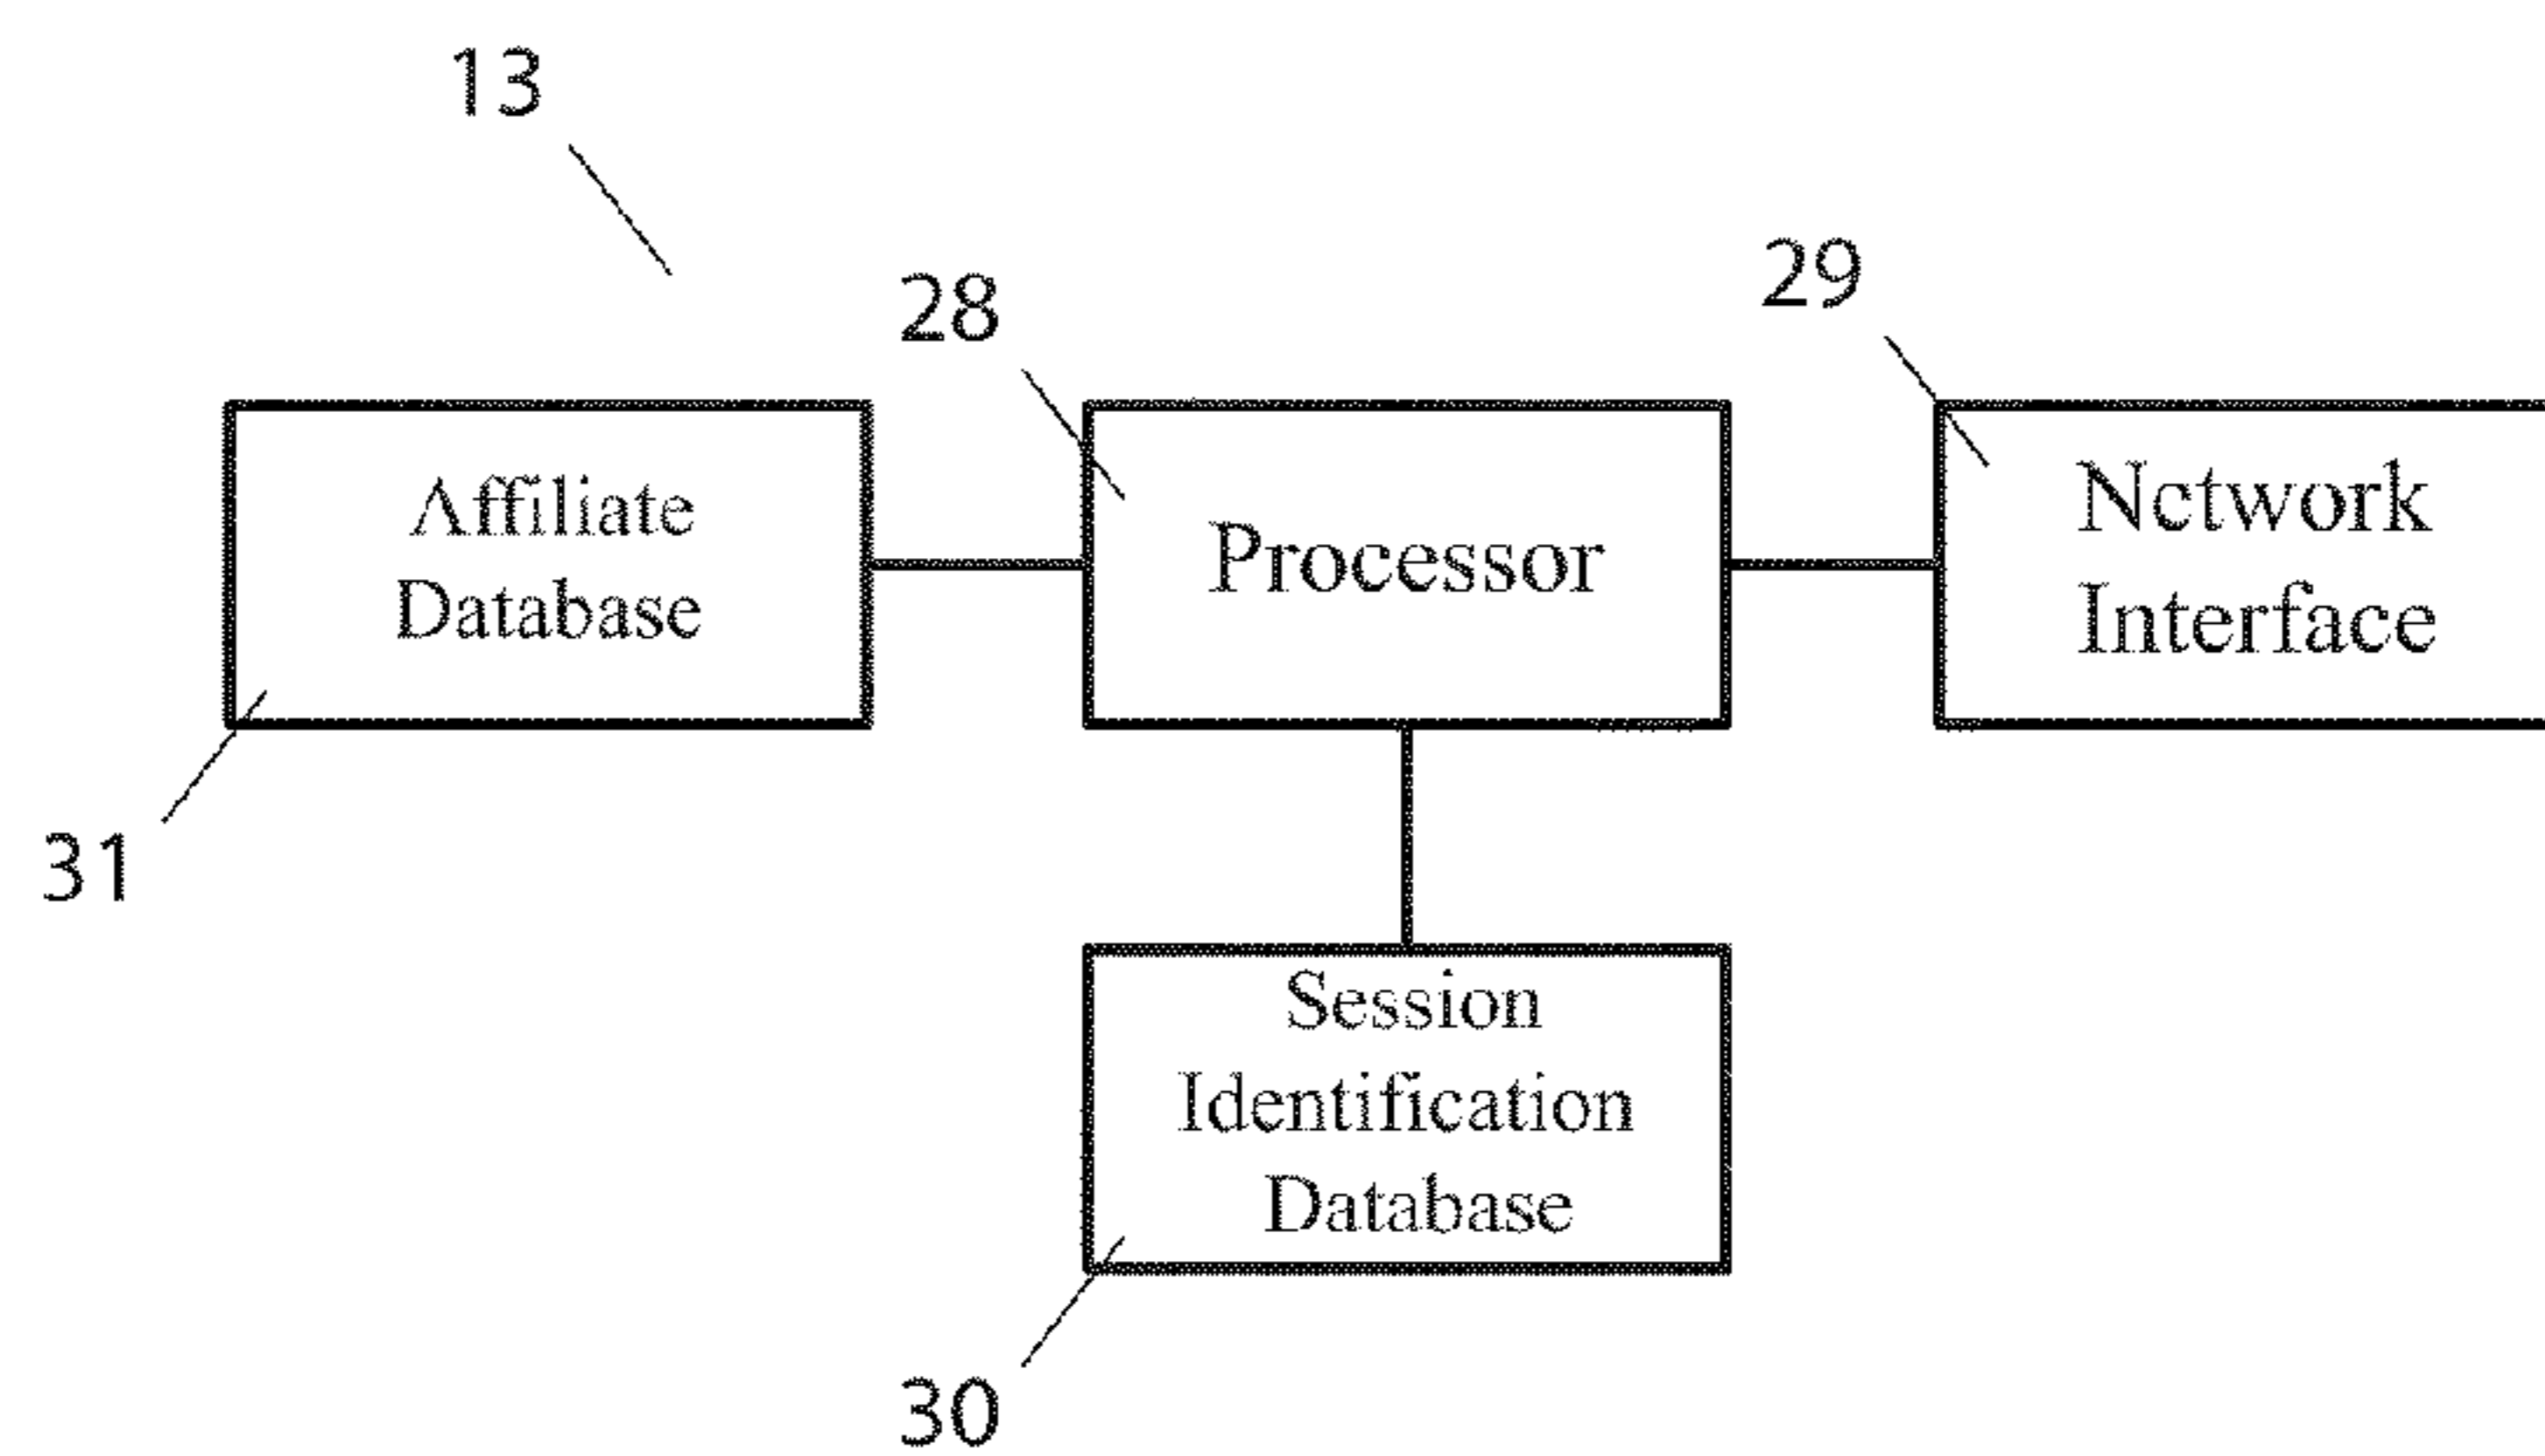 13
28
29
Affiliate
Database
Processor
Network
Interface
31
Session
Identification
Database
30